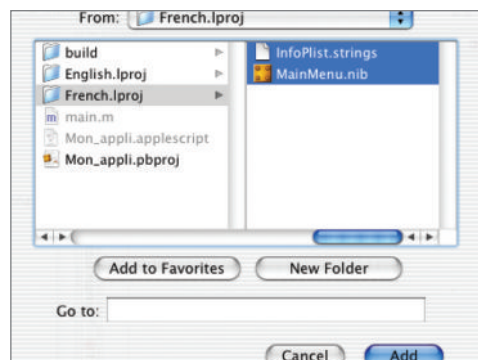 From: French.lproj
build
English.lproj
French.lproj
main.m
Mon_appli.applescript
Mon_appli.pbproj
InfoPlist.strings
MainMenu.nib
Add to Favorites
New Folder
Go to:
Cancel
Add